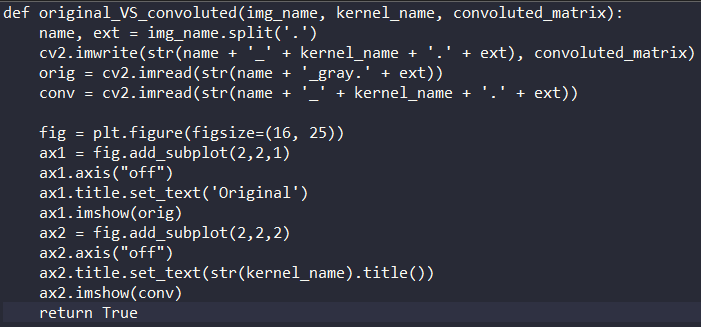 def original_VS_convoluted(img_name, kernel_name, convoluted_matrix):
    name, ext = img_name.split('.')
    cv2.imwrite(str(name + '_' + kernel_name + '.' + ext), convoluted_matrix)
    orig = cv2.imread(str(name + '_gray.' + ext))
    conv = cv2.imread(str(name + '_' + kernel_name + '.' + ext))

    fig = plt.figure(figsize=(16, 25))
    ax1 = fig.add_subplot(2,2,1)
    ax1.axis("off")
    ax1.title.set_text('Original')
    ax1.imshow(orig)
    ax2 = fig.add_subplot(2,2,2)
    ax2.axis("off")
    ax2.title.set_text(str(kernel_name).title())
    ax2.imshow(conv)
    return True